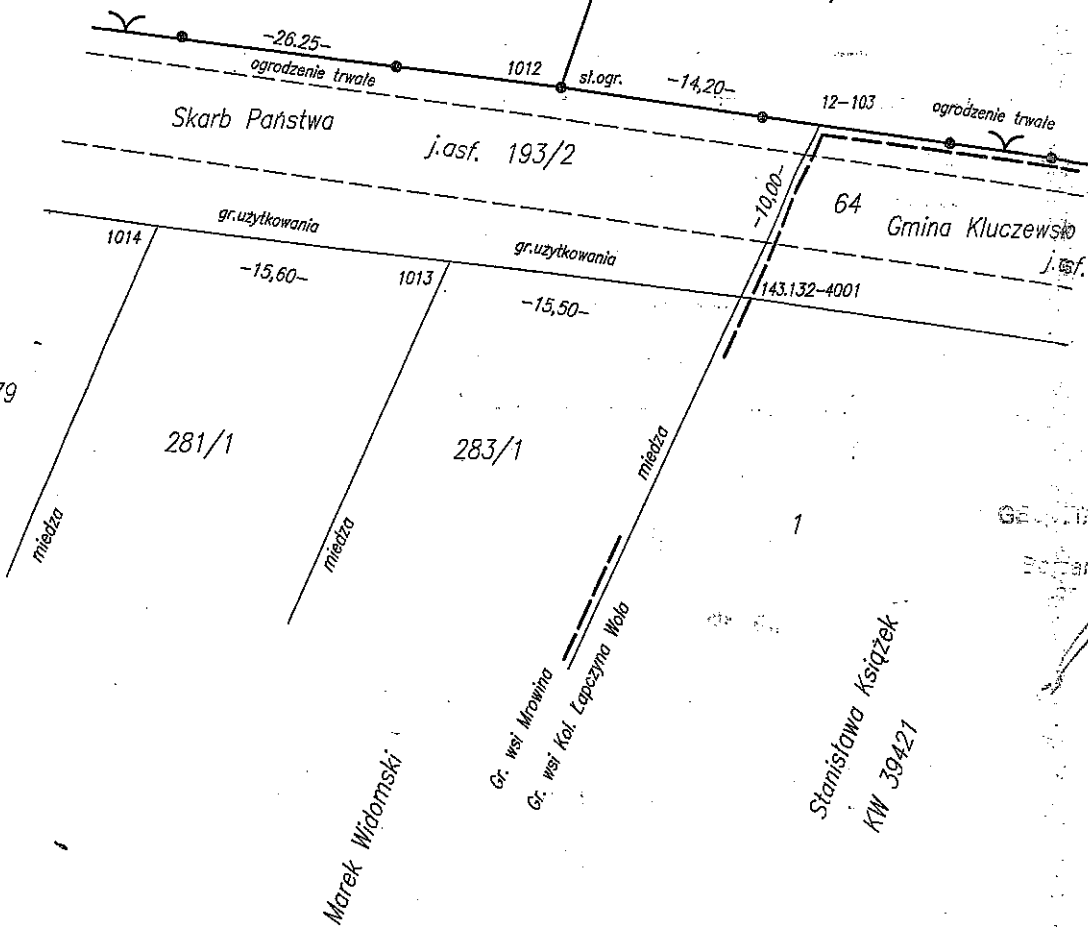 -26.25-
ogrodzenie trwałe
1012
sł.ogr.
-14,20-
12-103
ogrodzenie trwałe
Skarb Państwa
j.asf. 193/2
-10,00-
64
Gmina Kluczewsko
j.asf.
gr.użytkowania
1014
-15,60-
1013
gr.użytkowania
-15,50-
143.132-4001
79
281/1
283/1
miedza
miedza
miedza
1
Gr. wsi Mrowina
Gr. wsi Kol. Łapczyna Wola
Marek Widomski
Stanisława Książek
KW 39421